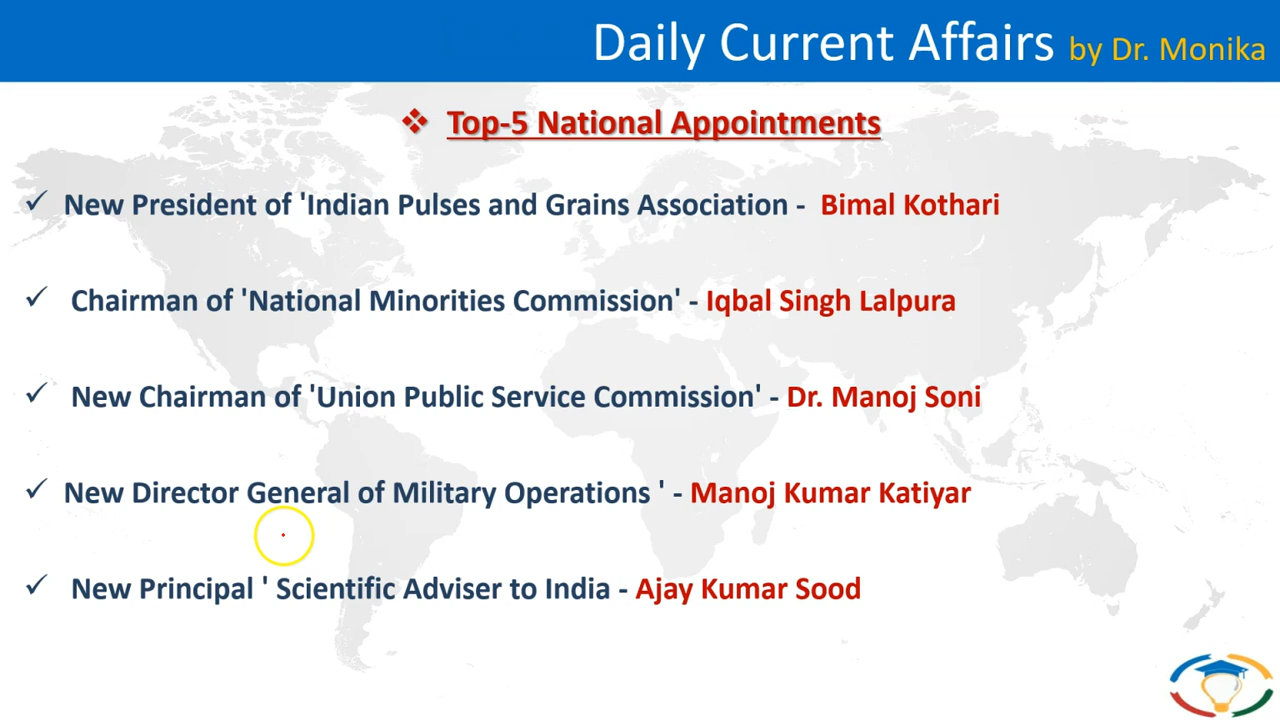 Daily Current Affairs by Dr. Monika
❖ Top-5 National Appointments
✓ New President of 'Indian Pulses and Grains Association - Bimal Kothari
✓ Chairman of 'National Minorities Commission' - Iqbal Singh Lalpura
✓ New Chairman of 'Union Public Service Commission' - Dr. Manoj Soni
✓ New Director General of Military Operations ' - Manoj Kumar Katiyar
✓ New Principal ' Scientific Adviser to India - Ajay Kumar Sood